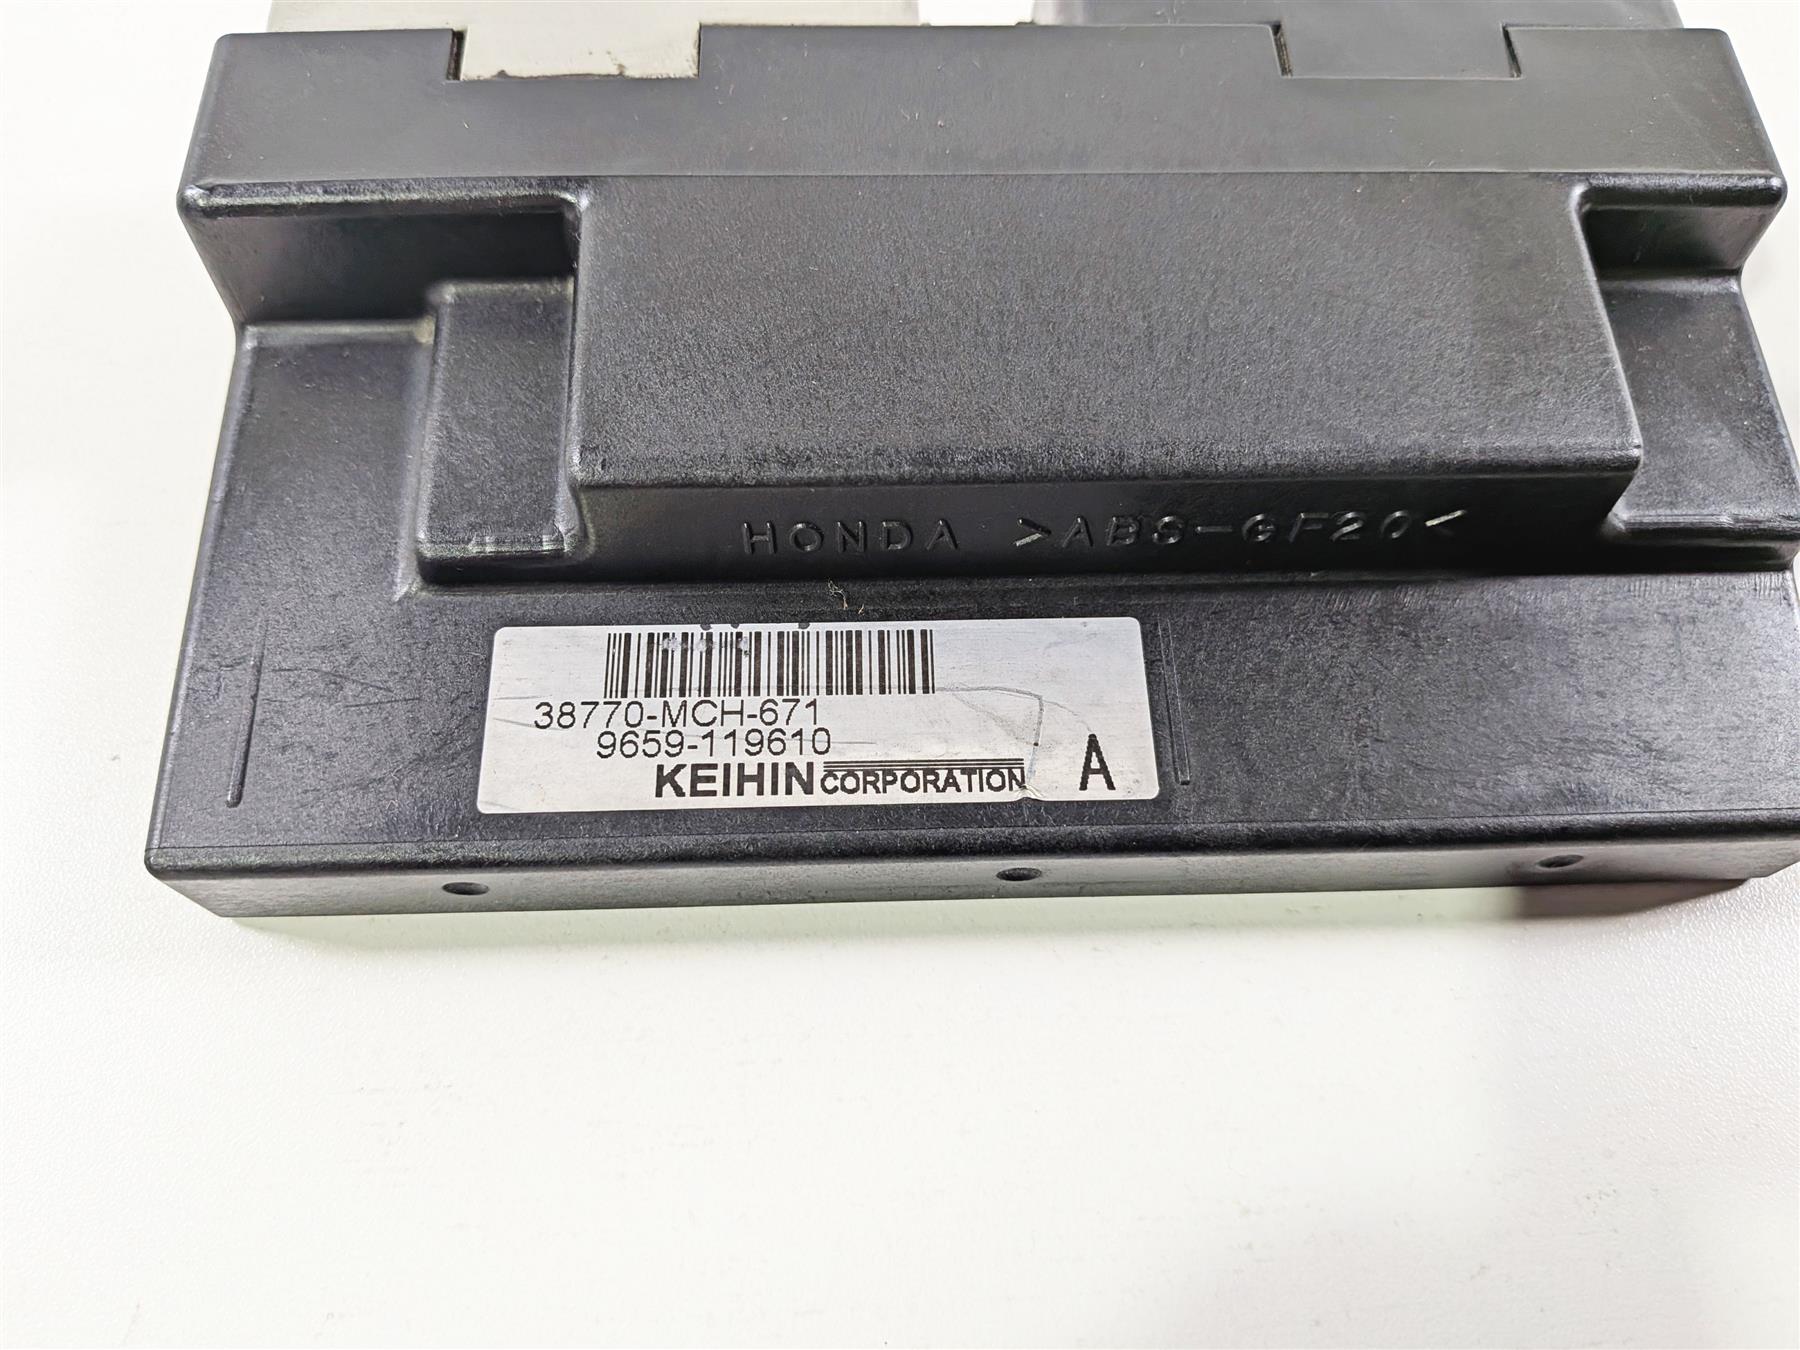 HONDA >ABS-GF20<
38770-MCH-671
9659-119610
KEIHIN CORPORATION
A